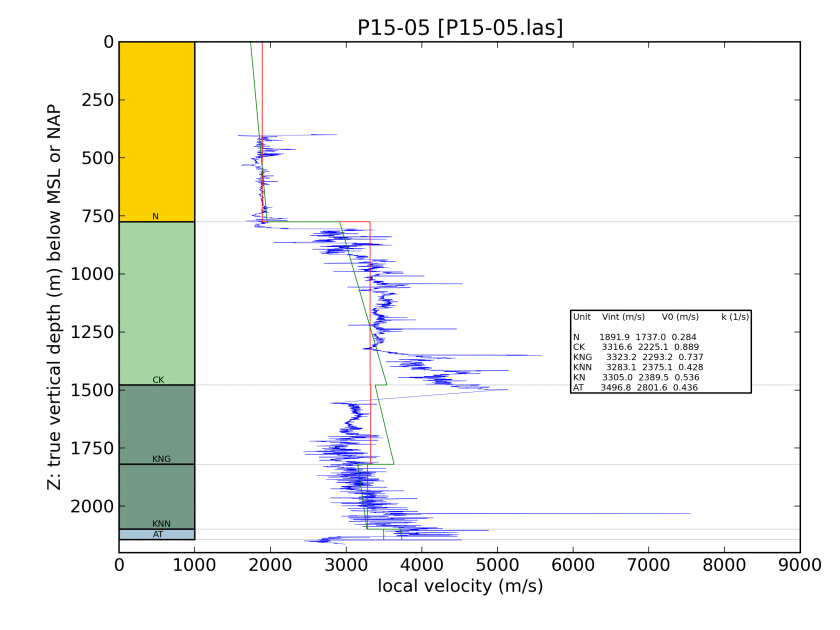 P15-05 [P15-05.las]
Z: true vertical depth (m) below MSL or NAP
0
250
500
750
1000
1250
1500
1750
2000
N
CK
KNG
KNN
AT
Unit Vint (m/s) V0 (m/s) k (1/s)
N 1891.9 1737.0 0.284
CK 3316.6 2225.1 0.889
KNG 3323.2 2293.2 0.737
KNN 3283.1 2375.1 0.428
KN 3305.0 2389.5 0.536
AT 3496.8 2801.6 0.436
0 1000 2000 3000 4000 5000 6000 7000 8000 9000
local velocity (m/s)